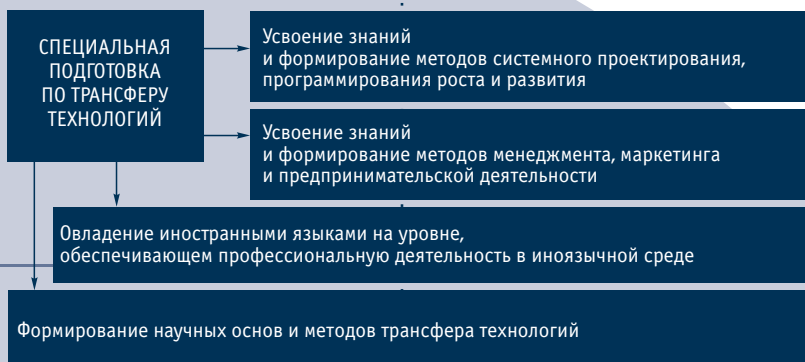 СПЕЦИАЛЬНАЯ
ПОДГОТОВКА
ПО ТРАНСФЕРУ
ТЕХНОЛОГИЙ
Усвоение знаний
и формирование методов системного проектирования,
программирования роста и развития
Усвоение знаний
и формирование методов менеджмента, маркетинга
и предпринимательской деятельности
Овладение иностранными языками на уровне,
обеспечивающем профессиональную деятельность в иноязычной среде
Формирование научных основ и методов трансфера технологий